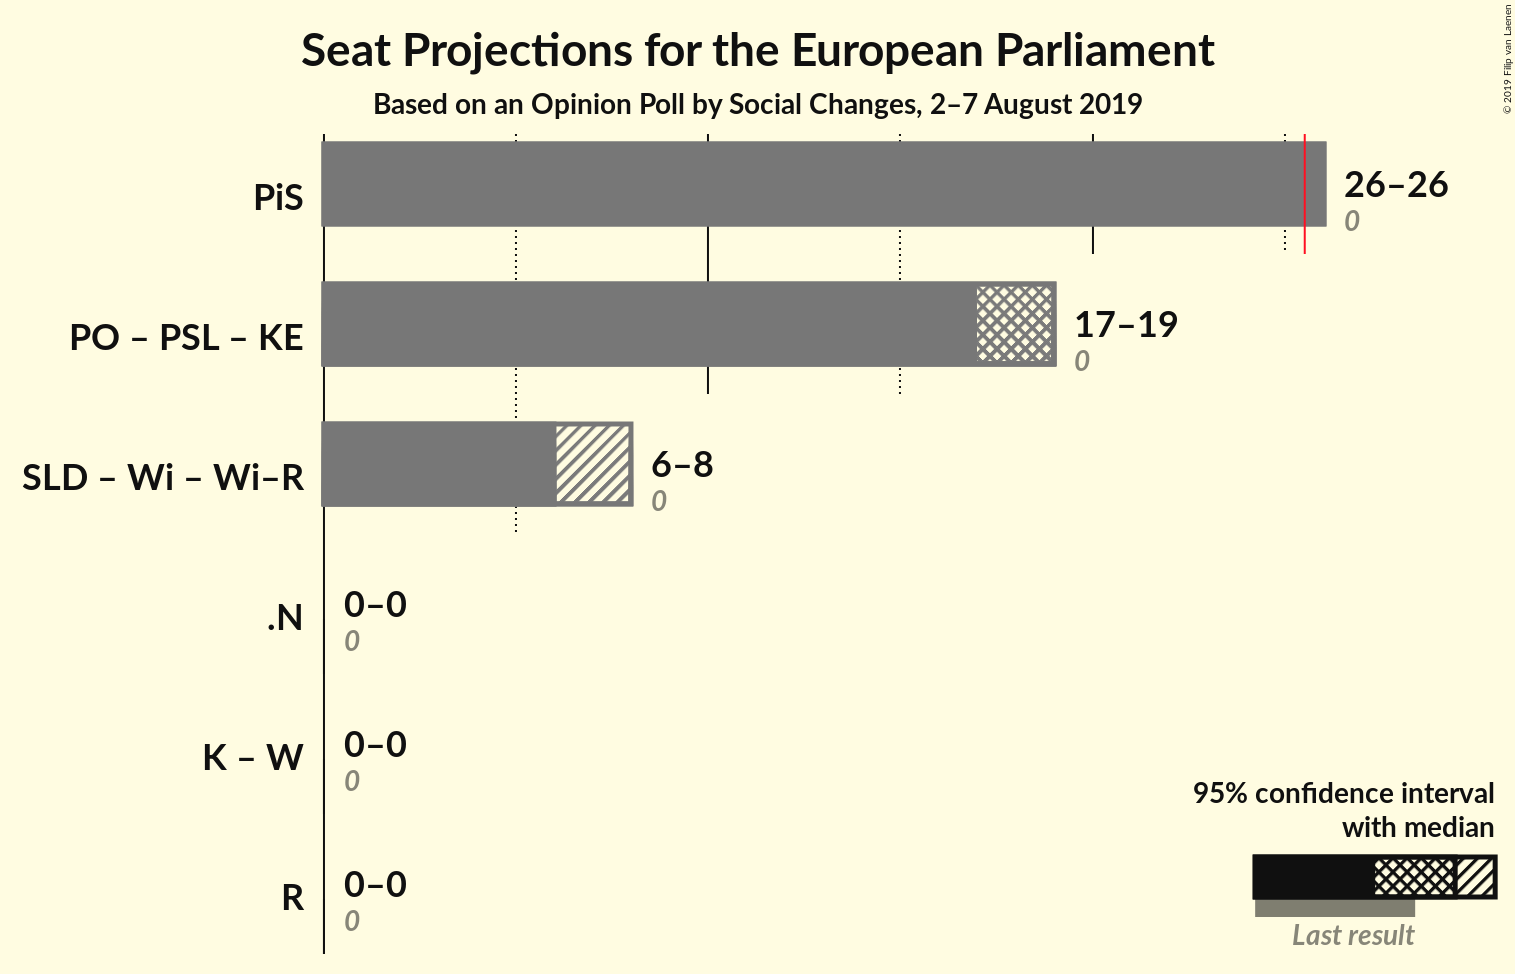 Seat Projections for the European Parliament
Based on an Opinion Poll by Social Changes, 2–7 August 2019
© 2019 Filip van Laenen
PiS
26–26
0
PO – PSL – KE
17–19
0
SLD – Wi – Wi–R
6–8
0
.N
0–0
0
K – W
0–0
0
R
0–0
0
95% confidence interval
with median
Last result